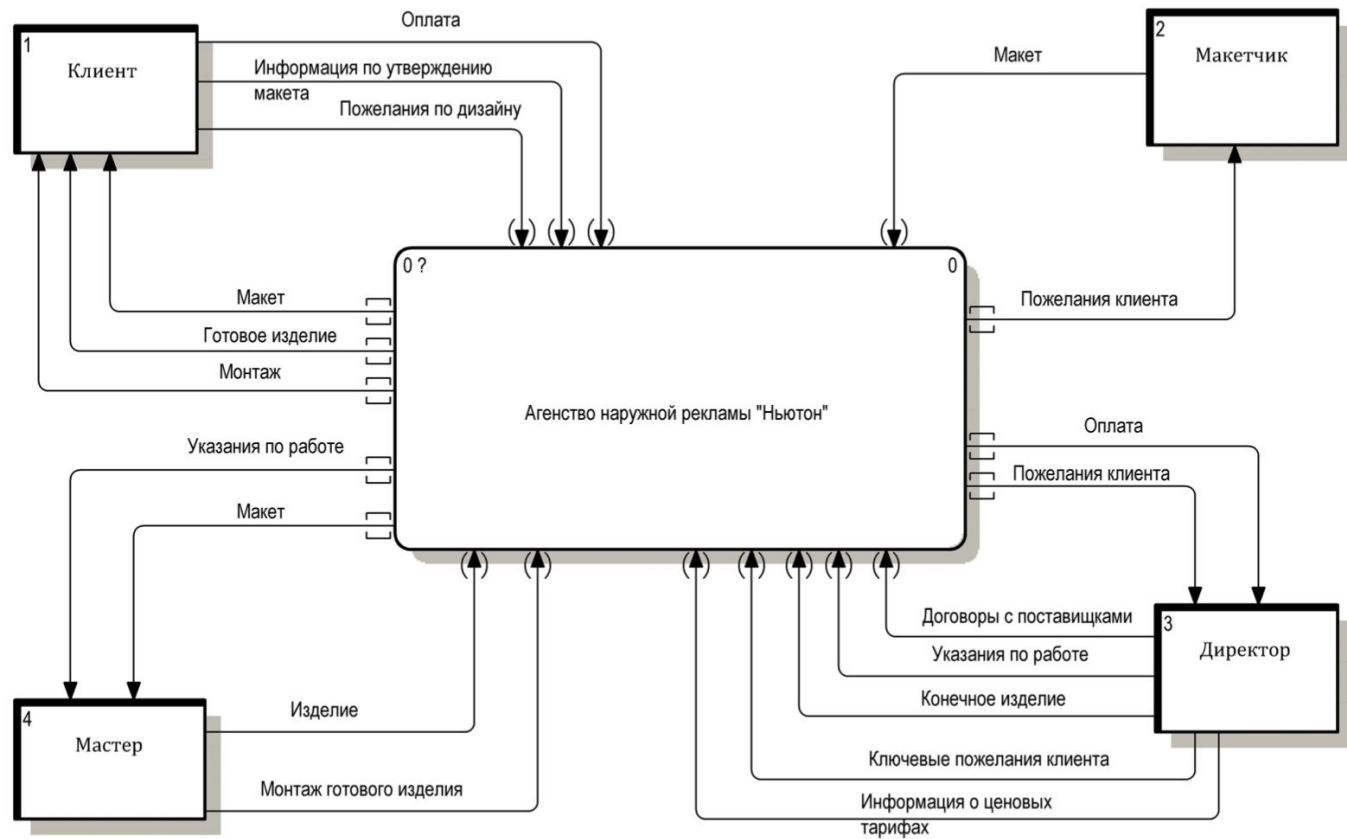 Оплата
1
Клиент
Информация по утверждению
макета
Пожелания по дизайну
2
Макетчик
Макет
0 ?
0
Макет
Готовое изделие
Монтаж
Пожелания клиента
Агенство наружной рекламы "Ньютон"
Указания по работе
Макет
Оплата
Пожелания клиента
Договоры с поставищками
Указания по работе
Конечное изделие
Ключевые пожелания клиента
Информация о ценовых
тарифах
3
Директор
4
Мастер
Изделие
Монтаж готового изделия